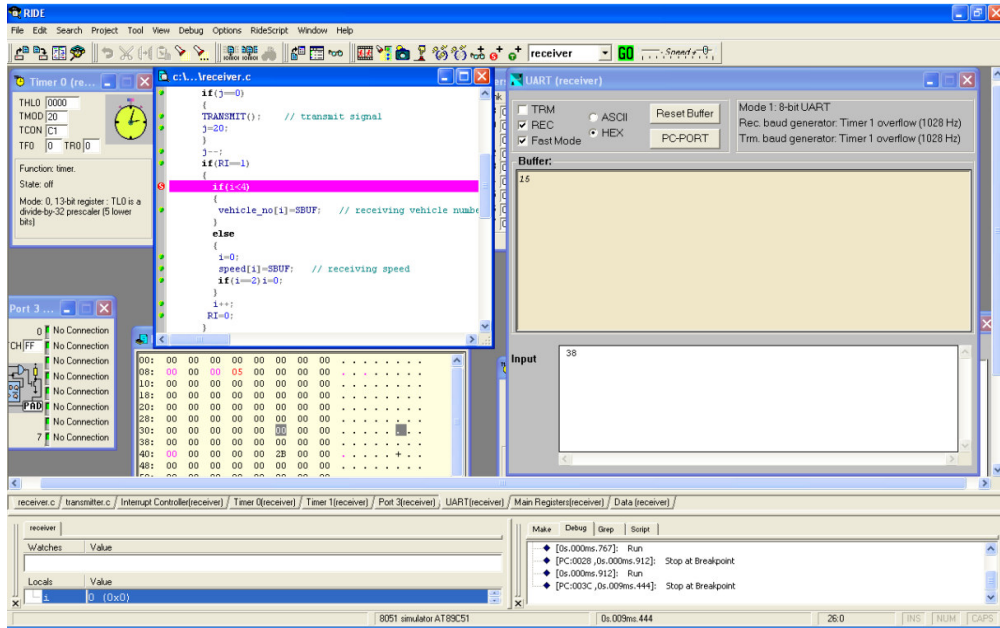 RIDE
File Edit Search Project Tool View Debug Options RideScript Window Help
receiver GO Speed
Timer 0 (re...
THL0 0000
TMOD 20
TCON C1
TF0 0 TR0 0
Function: timer.
State: off
Mode: 0, 13-bit register : TL0 is a
divide-by-32 prescaler (5 lower
bits)
c:\...\receiver.c
if(j==0)
{
TRANSMIT(); // transmit signal
j=20;
}
j--;
if(RI==1)
{
if(i<4)
{
vehicle_no[i]=SBUF; // receiving vehicle numbe
}
else
{
i=0;
speed[i]=SBUF; // receiving speed
if(i==2)i=0;
}
i++;
RI=0;
}
UART (receiver)
TRM
REC
Fast Mode
ASCII
HEX
Reset Buffer
PC-PORT
Mode 1: 8-bit UART
Rec. baud generator: Timer 1 overflow (1028 Hz)
Trm. baud generator: Timer 1 overflow (1028 Hz)
Buffer:
15
Input
38
Port 3 ...
0 No Connection
No Connection
FF No Connection
No Connection
No Connection
PAD No Connection
No Connection
7 No Connection
00: 00 00 00 00 00 00 00 00 . . . . . . . .
08: 00 00 00 05 00 00 00 00 . . . . . . . .
10: 00 00 00 00 00 00 00 00 . . . . . . . .
18: 00 00 00 00 00 00 00 00 . . . . . . . .
20: 00 00 00 00 00 00 00 00 . . . . . . . .
28: 00 00 00 00 00 00 00 00 . . . . . . . .
30: 00 00 00 00 00 00 00 00 . . . . . . . .
38: 00 00 00 00 00 00 00 00 . . . . . . . .
40: 00 00 00 00 00 2B 00 00 . . . . . + . .
48: 00 00 00 00 00 00 00 00 . . . . . . . .
receiver.c / transmitter.c / Interrupt Controller(receiver) / Timer 0(receiver) / Timer 1(receiver) / Port 3(receiver) / UART(receiver) / Main Registers(receiver) / Data (receiver) /
receiver
Watches Value
Locals Value
i 0 (0x0)
Make Debug Grep Script
[0s.000ms.767]: Run
[PC:0028 ,0s.000ms.912]: Stop at Breakpoint
[0s.000ms.912]: Run
[PC:003C ,0s.009ms.444]: Stop at Breakpoint
8051 simulator AT89C51 0s.009ms.444 26:0 INS NUM CAPS